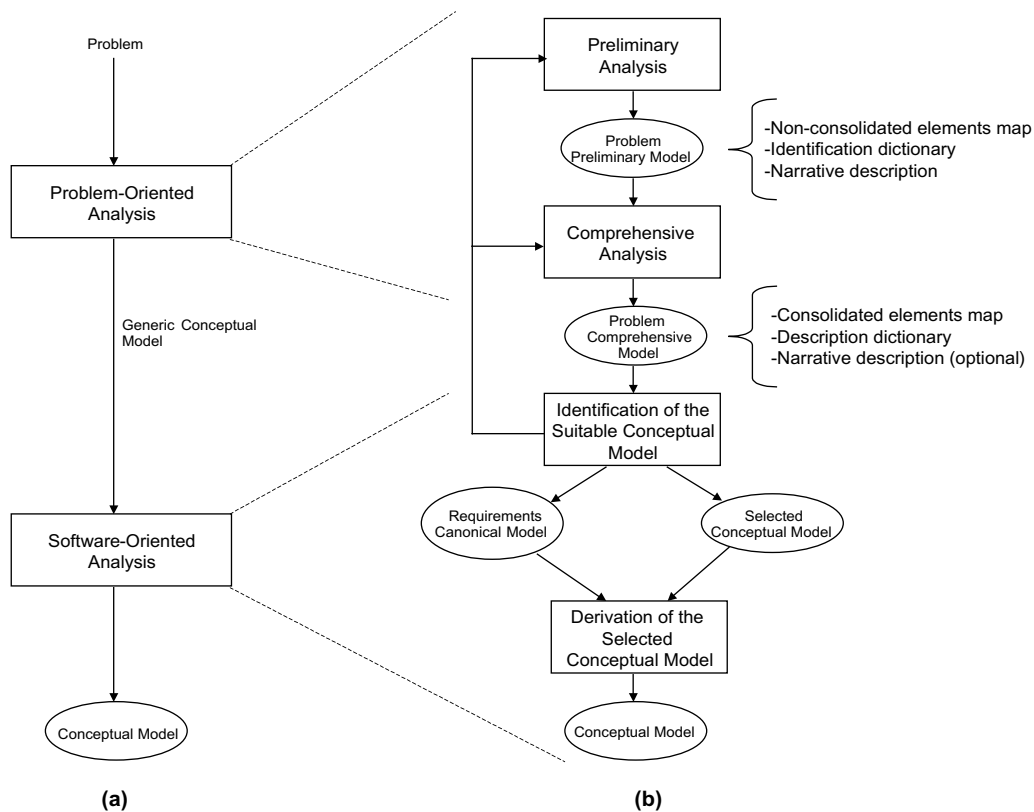 Problem
Problem-Oriented
Analysis
Generic Conceptual
Model
Software-Oriented
Analysis
Conceptual Model
(a)
Preliminary
Analysis
Problem
Preliminary Model
-Non-consolidated elements map
-Identification dictionary
-Narrative description
Comprehensive
Analysis
Problem
Comprehensive
Model
-Consolidated elements map
-Description dictionary
-Narrative description (optional)
Identification of the
Suitable Conceptual
Model
Requirements
Canonical Model
Selected
Conceptual Model
Derivation of the
Selected
Conceptual Model
Conceptual Model
(b)